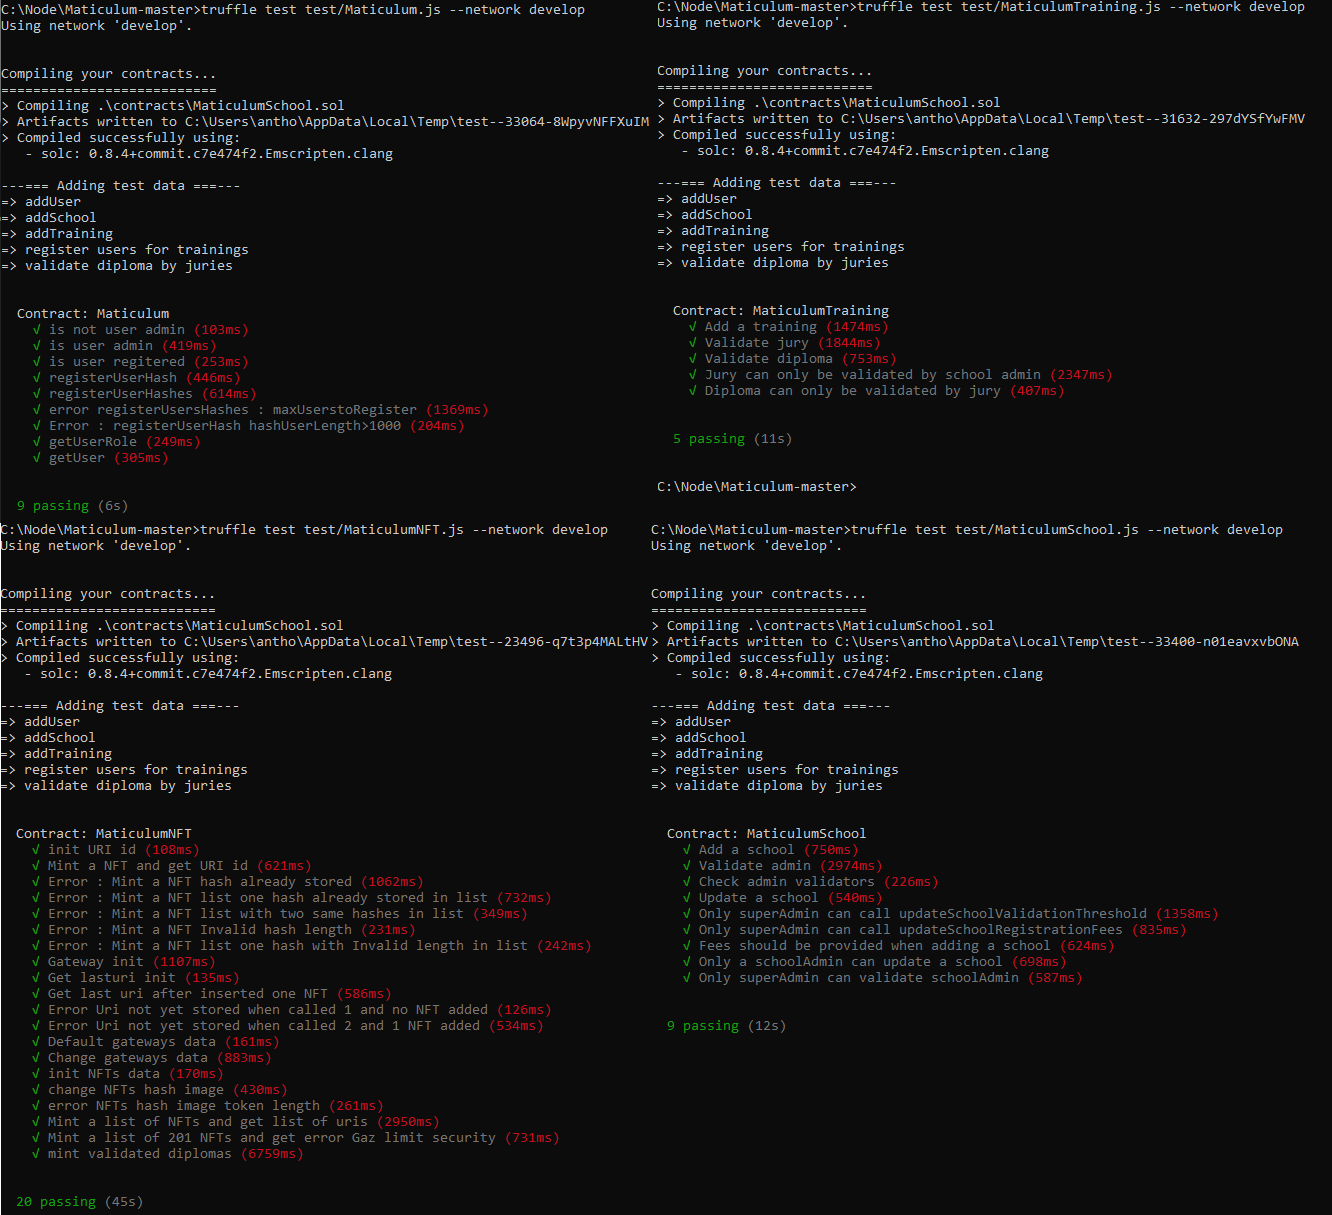 C:\Node\Maticulum-master>truffle test test/Maticulum.js --network develop
Using network 'develop'.
Compiling your contracts...
===========================
> Compiling .\contracts\MaticulumSchool.sol
> Artifacts written to C:\Users\antho\AppData\Local\Temp\test--33064-8WpyvNFFXuIM
> Compiled successfully using:
- solc: 0.8.4+commit.c7e474f2.Emscripten.clang
---=== Adding test data ===---
=> addUser
=> addSchool
=> addTraining
=> register users for trainings
=> validate diploma by juries
Contract: Maticulum
√ is not user admin (103ms)
√ is user admin (419ms)
√ is user regitered (253ms)
√ registerUserHash (446ms)
√ registerUserHashes (614ms)
√ error registerUsersHashes : maxUserstoRegister (1369ms)
√ Error : registerUserHash hashUserLength>1000 (204ms)
√ getUserRole (249ms)
√ getUser (305ms)
9 passing (6s)
C:\Node\Maticulum-master>truffle test test/MaticulumTraining.js --network develop
Using network 'develop'.
Compiling your contracts...
===========================
> Compiling .\contracts\MaticulumSchool.sol
> Artifacts written to C:\Users\antho\AppData\Local\Temp\test--31632-297dYSfYwFMV
> Compiled successfully using:
- solc: 0.8.4+commit.c7e474f2.Emscripten.clang
---=== Adding test data ===---
=> addUser
=> addSchool
=> addTraining
=> register users for trainings
=> validate diploma by juries
Contract: MaticulumTraining
√ Add a training (1474ms)
√ Validate jury (1844ms)
√ Validate diploma (753ms)
√ Jury can only be validated by school admin (2347ms)
√ Diploma can only be validated by jury (407ms)
5 passing (11s)
C:\Node\Maticulum-master>
C:\Node\Maticulum-master>truffle test test/MaticulumNFT.js --network develop
Using network 'develop'.
Compiling your contracts...
===========================
> Compiling .\contracts\MaticulumSchool.sol
> Artifacts written to C:\Users\antho\AppData\Local\Temp\test--23496-q7t3p4MALtHV
> Compiled successfully using:
- solc: 0.8.4+commit.c7e474f2.Emscripten.clang
---=== Adding test data ===---
=> addUser
=> addSchool
=> addTraining
=> register users for trainings
=> validate diploma by juries
Contract: MaticulumNFT
√ init URI id (108ms)
√ Mint a NFT and get URI id (621ms)
√ Error : Mint a NFT hash already stored (1062ms)
√ Error : Mint a NFT list one hash already stored in list (732ms)
√ Error : Mint a NFT list with two same hashes in list (349ms)
√ Error : Mint a NFT Invalid hash length (231ms)
√ Error : Mint a NFT list one hash with Invalid length in list (242ms)
√ Gateway init (1107ms)
√ Get lasturi init (135ms)
√ Get last uri after inserted one NFT (586ms)
√ Error Uri not yet stored when called 1 and no NFT added (126ms)
√ Error Uri not yet stored when called 2 and 1 NFT added (534ms)
√ Default gateways data (161ms)
√ Change gateways data (883ms)
√ init NFTs data (170ms)
√ change NFTs hash image (430ms)
√ error NFTs hash image token length (261ms)
√ Mint a list of NFTs and get list of uris (2950ms)
√ Mint a list of 201 NFTs and get error Gaz limit security (731ms)
√ mint validated diplomas (6759ms)
20 passing (45s)
C:\Node\Maticulum-master>truffle test test/MaticulumSchool.js --network develop
Using network 'develop'.
Compiling your contracts...
===========================
> Compiling .\contracts\MaticulumSchool.sol
> Artifacts written to C:\Users\antho\AppData\Local\Temp\test--33400-n01eavxvbONA
> Compiled successfully using:
- solc: 0.8.4+commit.c7e474f2.Emscripten.clang
---=== Adding test data ===---
=> addUser
=> addSchool
=> addTraining
=> register users for trainings
=> validate diploma by juries
Contract: MaticulumSchool
√ Add a school (750ms)
√ Validate admin (2974ms)
√ Check admin validators (226ms)
√ Update a school (540ms)
√ Only superAdmin can call updateSchoolValidationThreshold (1358ms)
√ Only superAdmin can call updateSchoolRegistrationFees (835ms)
√ Fees should be provided when adding a school (624ms)
√ Only a schoolAdmin can update a school (698ms)
√ Only superAdmin can validate schoolAdmin (587ms)
9 passing (12s)